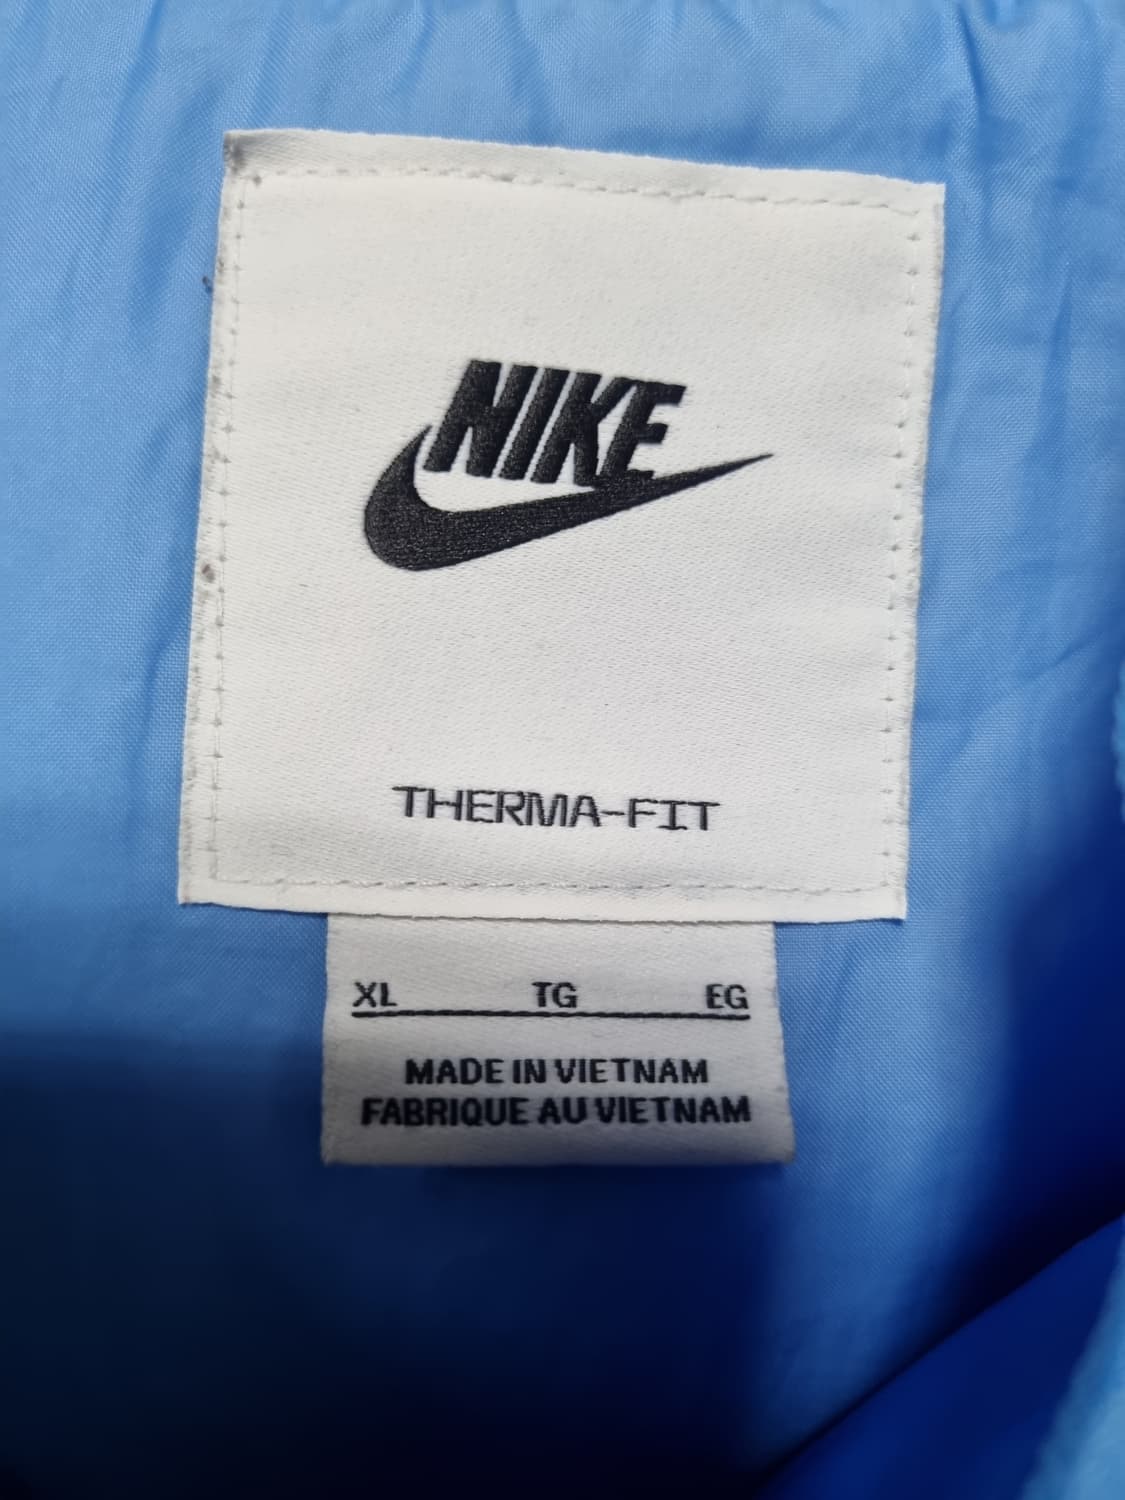 NIKE
THERMA-FIT
XL TG EG
MADE IN VIETNAM
FABRIQUE AU VIETNAM